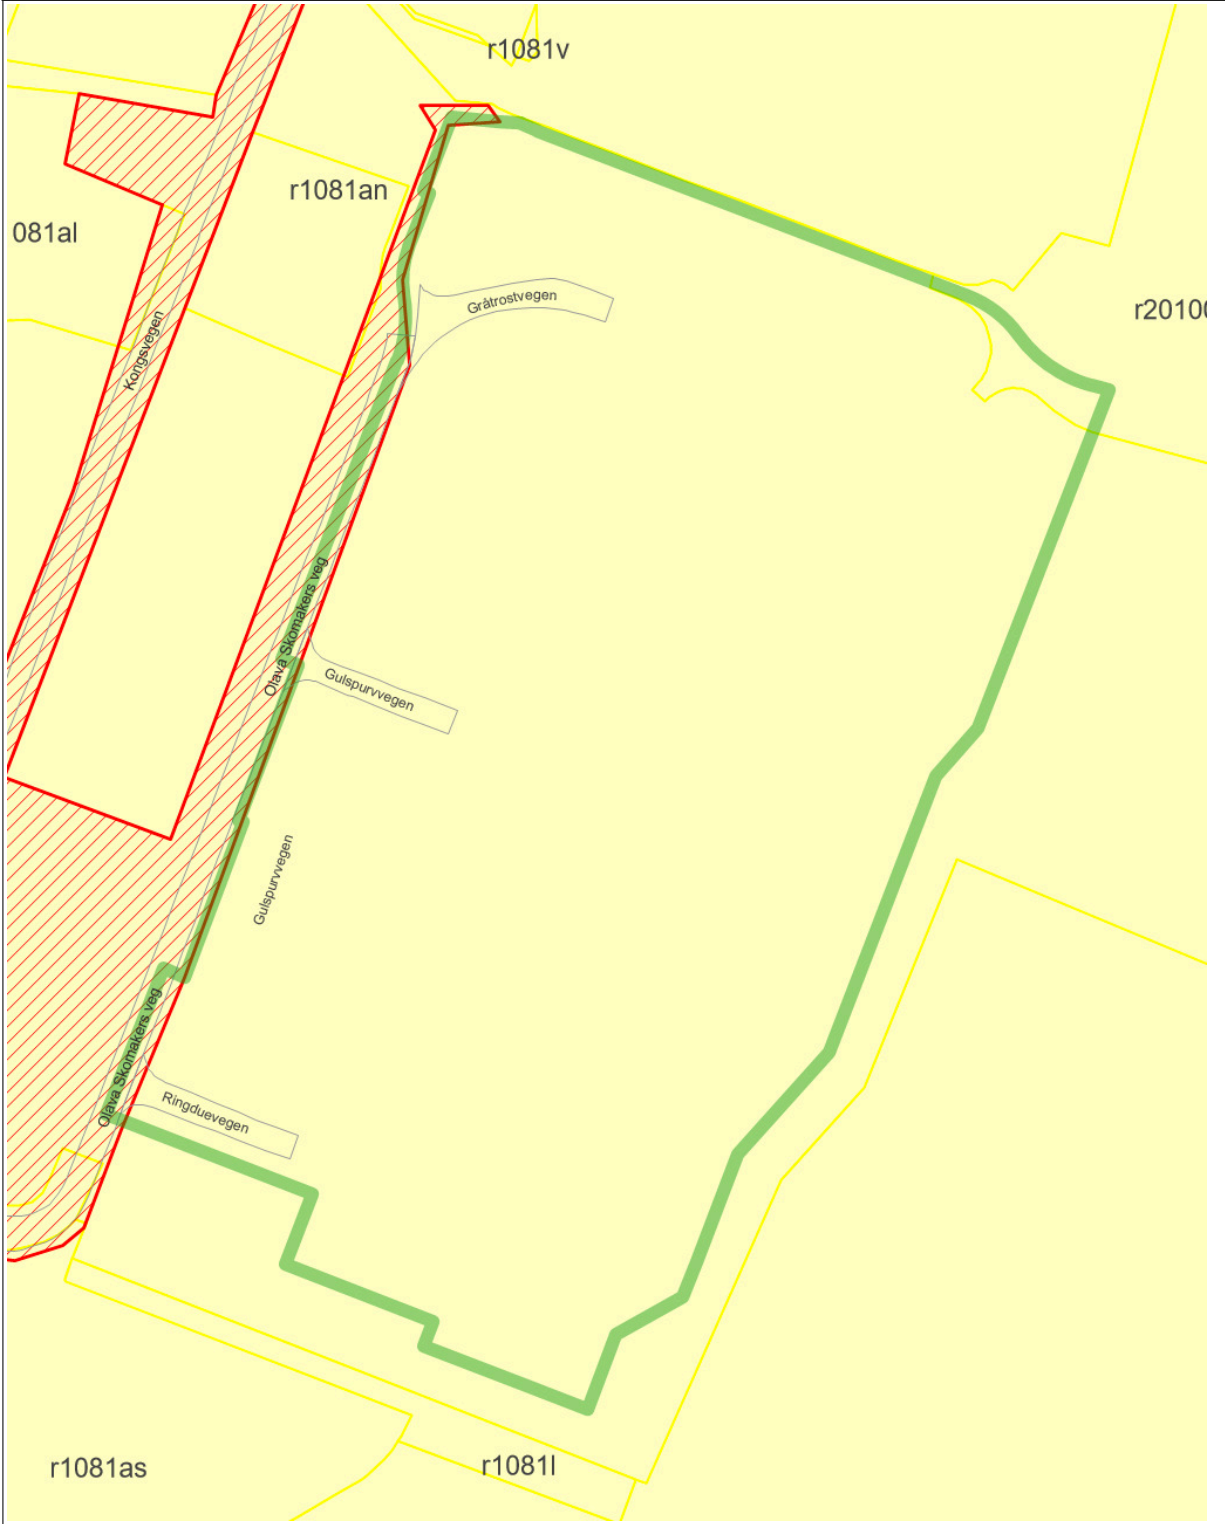 r1081v
r1081an
081al
r2010
Gråtrostvegen
Kongsvegen
Olava Skomakers veg
Gulspurvvegen
Gulspurvvegen
Olava Skomakers veg
Ringduevegen
r1081as
r1081l